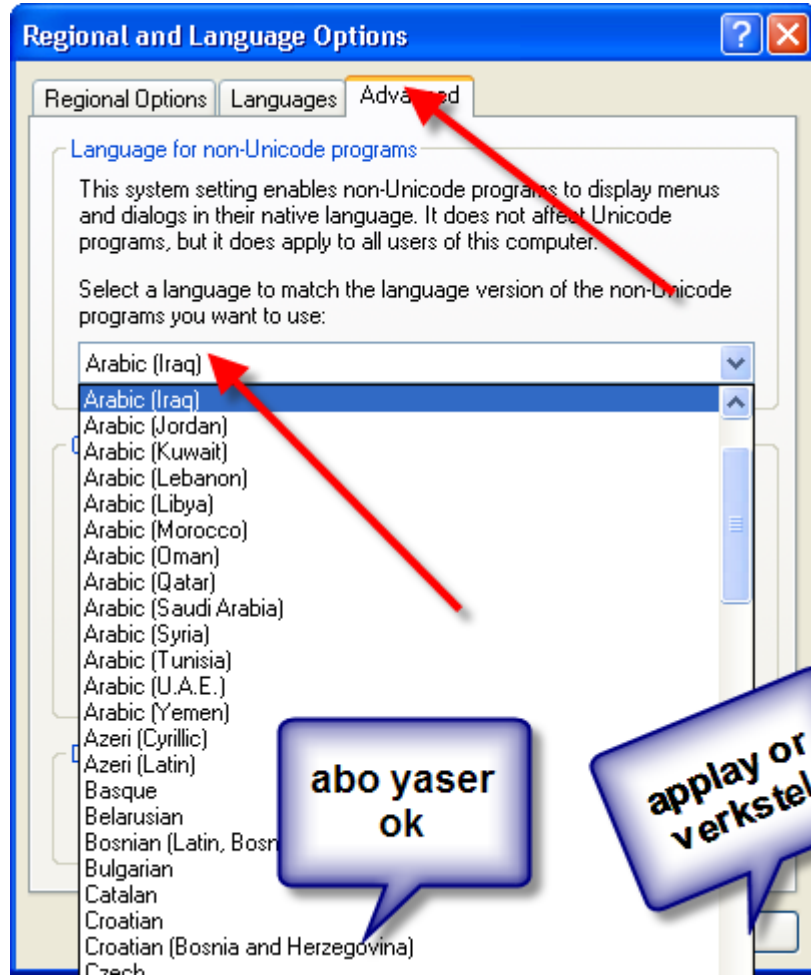 Regional and Language Options
Regional Options
Languages
Advanced
Language for non-Unicode programs
This system setting enables non-Unicode programs to display menus
and dialogs in their native language. It does not affect Unicode
programs, but it does apply to all users of this computer.
Select a language to match the language version of the non-Unicode
programs you want to use:
Arabic (Iraq)
Arabic (Iraq)
Arabic (Jordan)
Arabic (Kuwait)
Arabic (Lebanon)
Arabic (Libya)
Arabic (Morocco)
Arabic (Oman)
Arabic (Qatar)
Arabic (Saudi Arabia)
Arabic (Syria)
Arabic (Tunisia)
Arabic (U.A.E.)
Arabic (Yemen)
Azeri (Cyrillic)
Azeri (Latin)
Basque
Belarusian
Bosnian (Latin,
Bulgarian
Catalan
Croatian
Croatian (Bosnia and Herzegovina)
Czech
abo yaser
ok
applay or